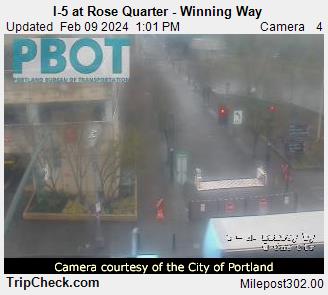 I-5 at Rose Quarter - Winning Way
Updated Feb 09 2024 1:01 PM Camera 4
PBOT
PORTLAND BUREAU OF TRANSPORTATION
Camera courtesy of the City of Portland
TripCheck.com Milepost302.00